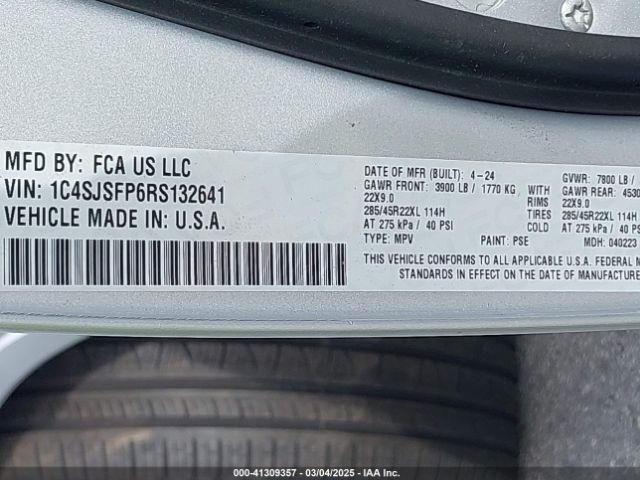 MFD BY: FCA US LLC
VIN: 1C4SJSFP6RS132641
VEHICLE MADE IN: U.S.A.
DATE OF MFR (BUILT): 4-24
GVWR: 7800 LB /
GAWR FRONT: 3900 LB / 1770 KG
GAWR REAR: 4530
22X9.0
WITH
RIMS
22X9.0
285/45R22XL 114H
TIRES
285/45R22XL 114H
AT 275 kPa / 40 PSI
COLD
AT 275 kPa / 40 PS
TYPE: MPV
PAINT: PSE
MDH: 040223
THIS VEHICLE CONFORMS TO ALL APPLICABLE U.S.A. FEDERAL
STANDARDS IN EFFECT ON THE DATE OF MANUFACTURE
000-41309357 - 03/04/2025 - IAA Inc.